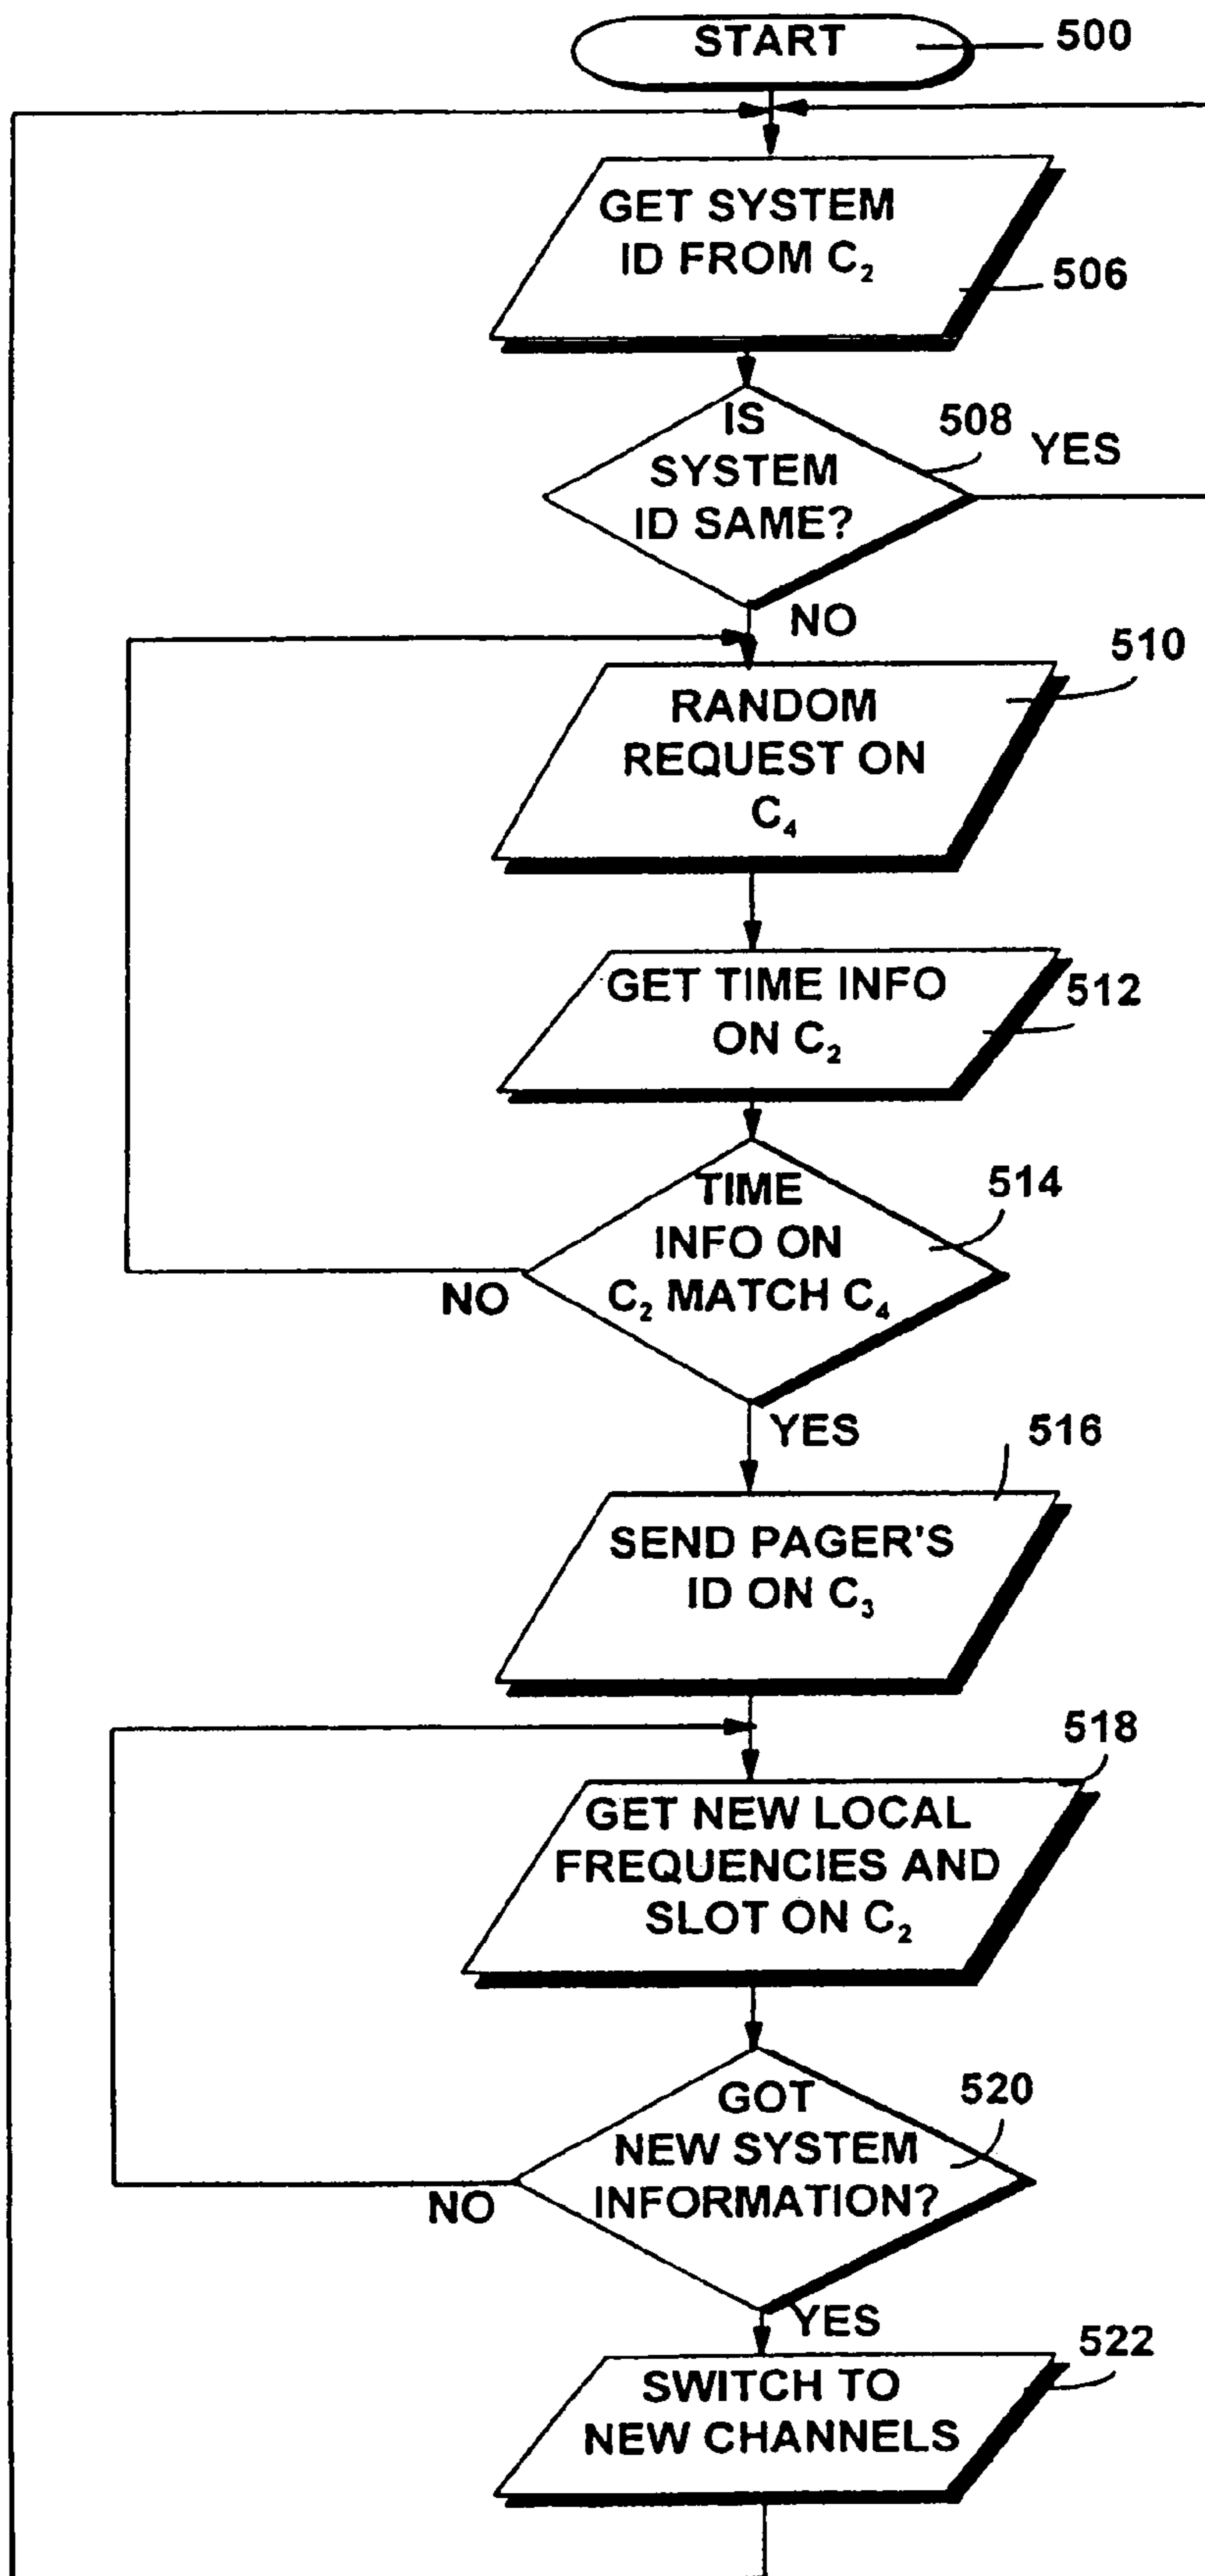 START
500
GET SYSTEM
ID FROM C₂
506
IS
SYSTEM
ID SAME?
508
YES
NO
RANDOM
REQUEST ON
C₄
510
GET TIME INFO
ON C₂
512
TIME
INFO ON
C₂ MATCH C₄
514
NO
YES
SEND PAGER'S
ID ON C₃
516
GET NEW LOCAL
FREQUENCIES AND
SLOT ON C₂
518
GOT
NEW SYSTEM
INFORMATION?
520
NO
YES
SWITCH TO
NEW CHANNELS
522